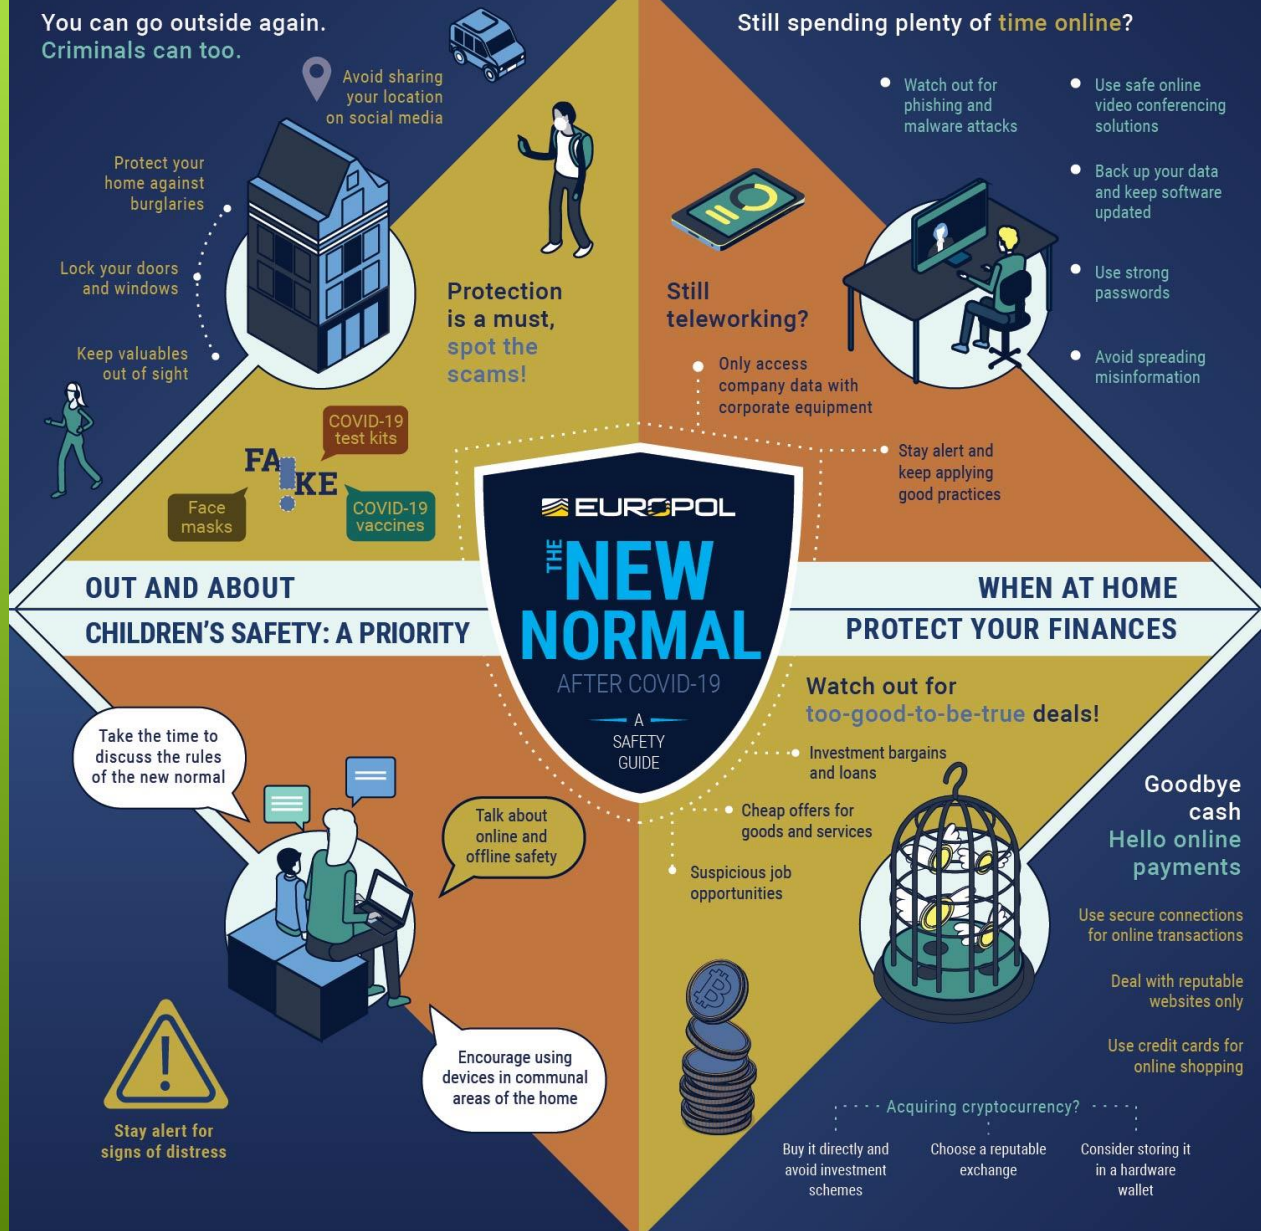 You can go outside again.
Criminals can too.
Avoid sharing
your location
on social media
Protect your
home against
burglaries
Lock your doors
and windows
Keep valuables
out of sight
Protection
is a must,
spot the
scams!
FA!KE
COVID-19
test kits
Face
masks
COVID-19
vaccines
OUT AND ABOUT
Still spending plenty of time online?
Watch out for
phishing and
malware attacks
Use safe online
video conferencing
solutions
Back up your data
and keep software
updated
Use strong
passwords
Avoid spreading
misinformation
Still
teleworking?
Only access
company data with
corporate equipment
Stay alert and
keep applying
good practices
WHEN AT HOME
EUROPOL
THE
NEW
NORMAL
AFTER COVID-19
A
SAFETY
GUIDE
CHILDREN'S SAFETY: A PRIORITY
Take the time to
discuss the rules
of the new normal
Talk about
online and
offline safety
Encourage using
devices in communal
areas of the home
Stay alert for
signs of distress
PROTECT YOUR FINANCES
Watch out for
too-good-to-be-true deals!
Investment bargains
and loans
Cheap offers for
goods and services
Suspicious job
opportunities
Goodbye
cash
Hello online
payments
Use secure connections
for online transactions
Deal with reputable
websites only
Use credit cards for
online shopping
Acquiring cryptocurrency?
Buy it directly and
avoid investment
schemes
Choose a reputable
exchange
Consider storing it
in a hardware
wallet